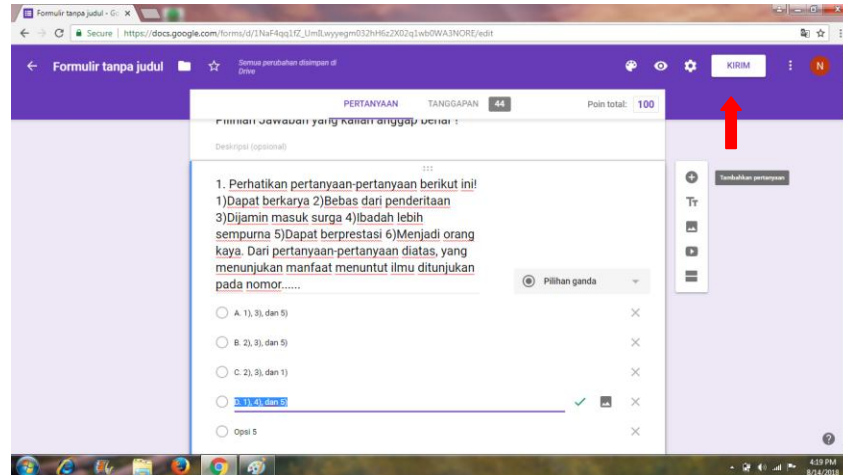 Formulir tanpa judul - G
Secure https://docs.google.com/forms/d/1NaF4qq1fZ_UmlLwyyegm032hH6z2X02q1wb0WA3NORE/edit
Formulir tanpa judul
Semua perubahan disimpan di
Drive
KIRIM
N
PERTANYAAN TANGGAPAN 44
Poin total: 100
Pilihlah Jawaban yang kalian anggap benar !
Deskripsi (opsional)
1. Perhatikan pertanyaan-pertanyaan berikut ini!
1)Dapat berkarya 2)Bebas dari penderitaan
3)Dijamin masuk surga 4)Ibadah lebih
sempurna 5)Dapat berprestasi 6)Menjadi orang
kaya. Dari pertanyaan-pertanyaan diatas, yang
menunjukan manfaat menuntut ilmu ditunjukan
pada nomor......
Pilihan ganda
Tambahkan pertanyaan
Tт
A. 1), 3), dan 5)
B. 2), 3), dan 5)
C. 2), 3), dan 1)
D. 1), 4), dan 5)
Opsi 5
4:19 PM
8/14/2018